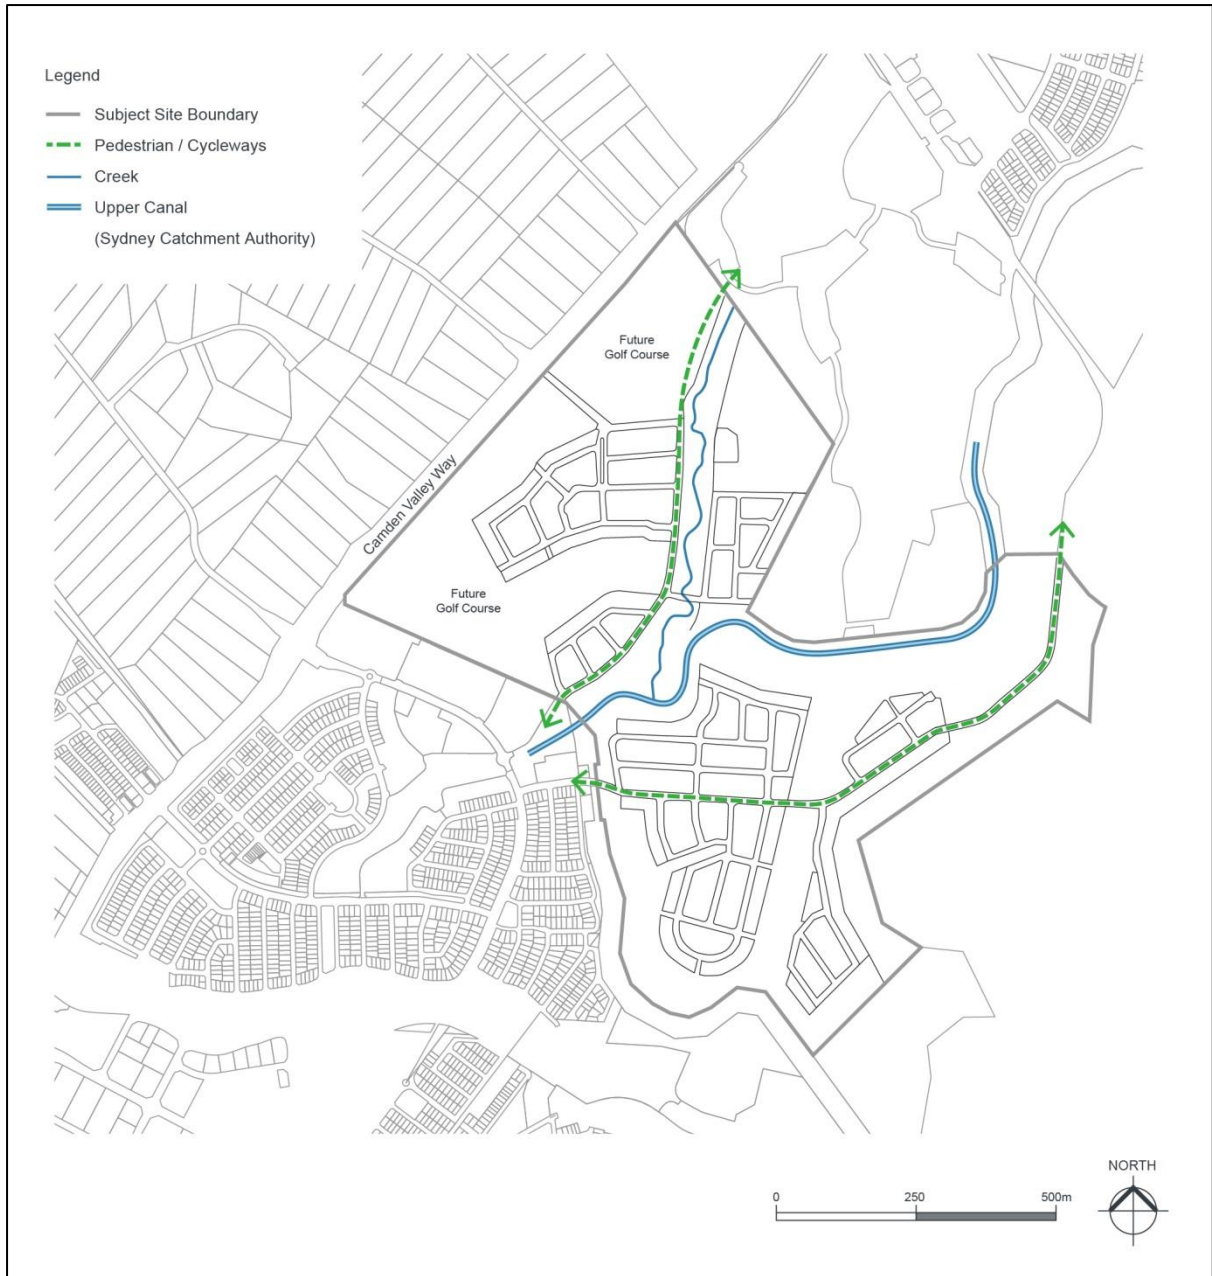 Legend
Subject Site Boundary
Pedestrian / Cycleways
Creek
Upper Canal
(Sydney Catchment Authority)
Future
Golf Course
Camden Valley Way
Future
Golf Course
NORTH
0 250 500m